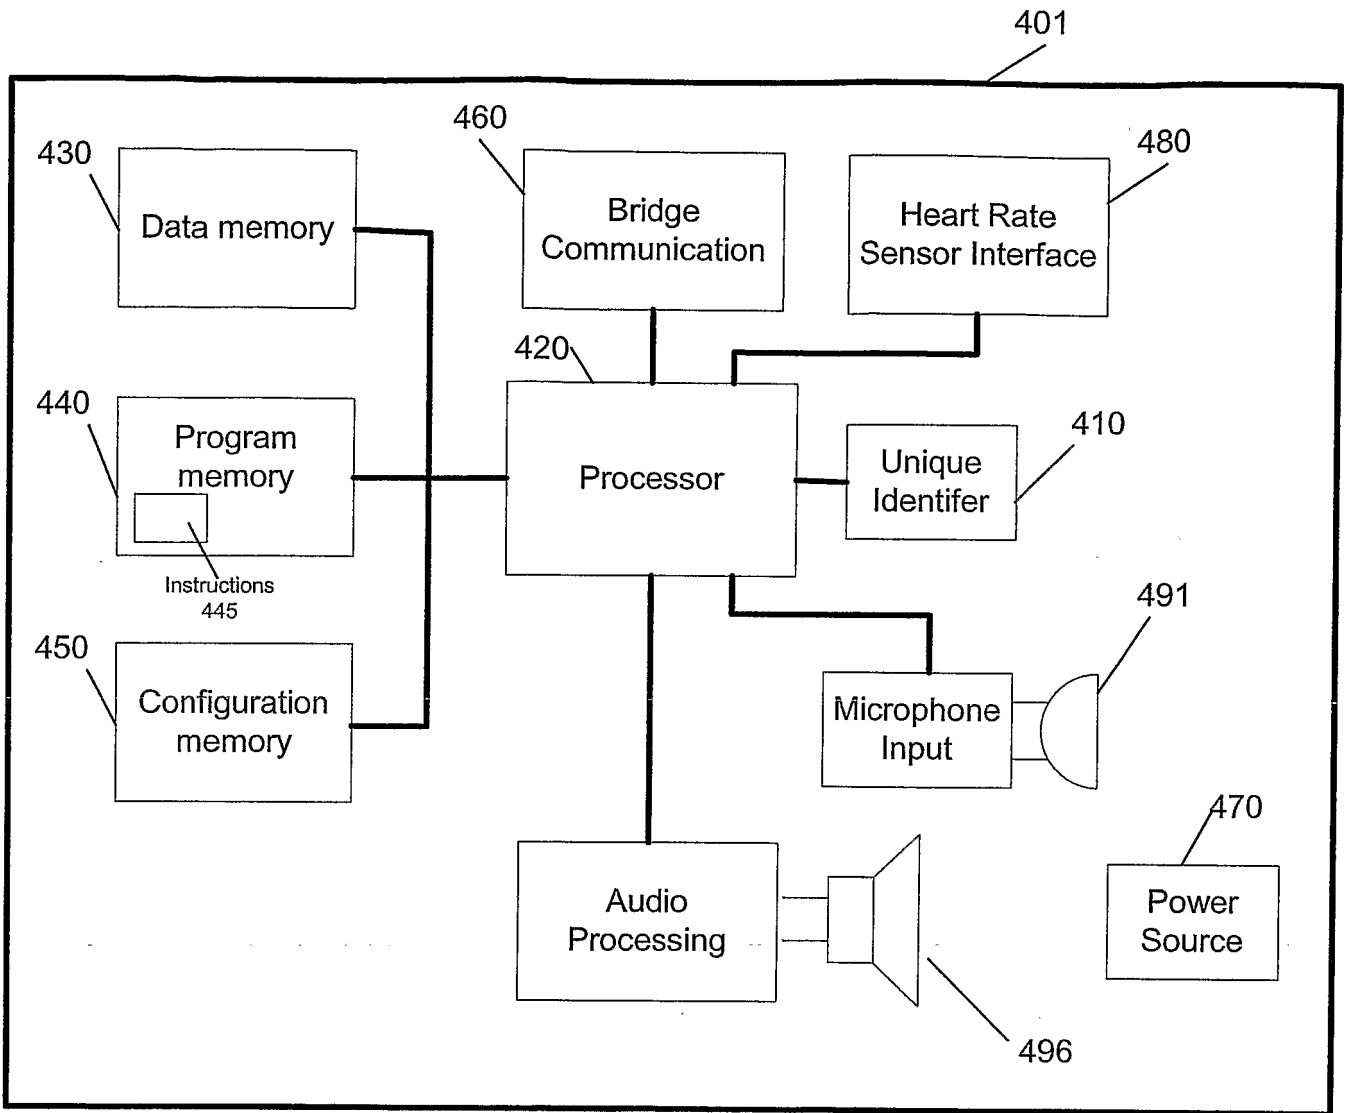 401
460
430
480
Data memory
Bridge
Communication
Heart Rate
Sensor Interface
420
440
Program
memory
Processor
410
Unique
Identifer
Instructions
445
491
450
Configuration
memory
Microphone
Input
470
Audio
Processing
Power
Source
496